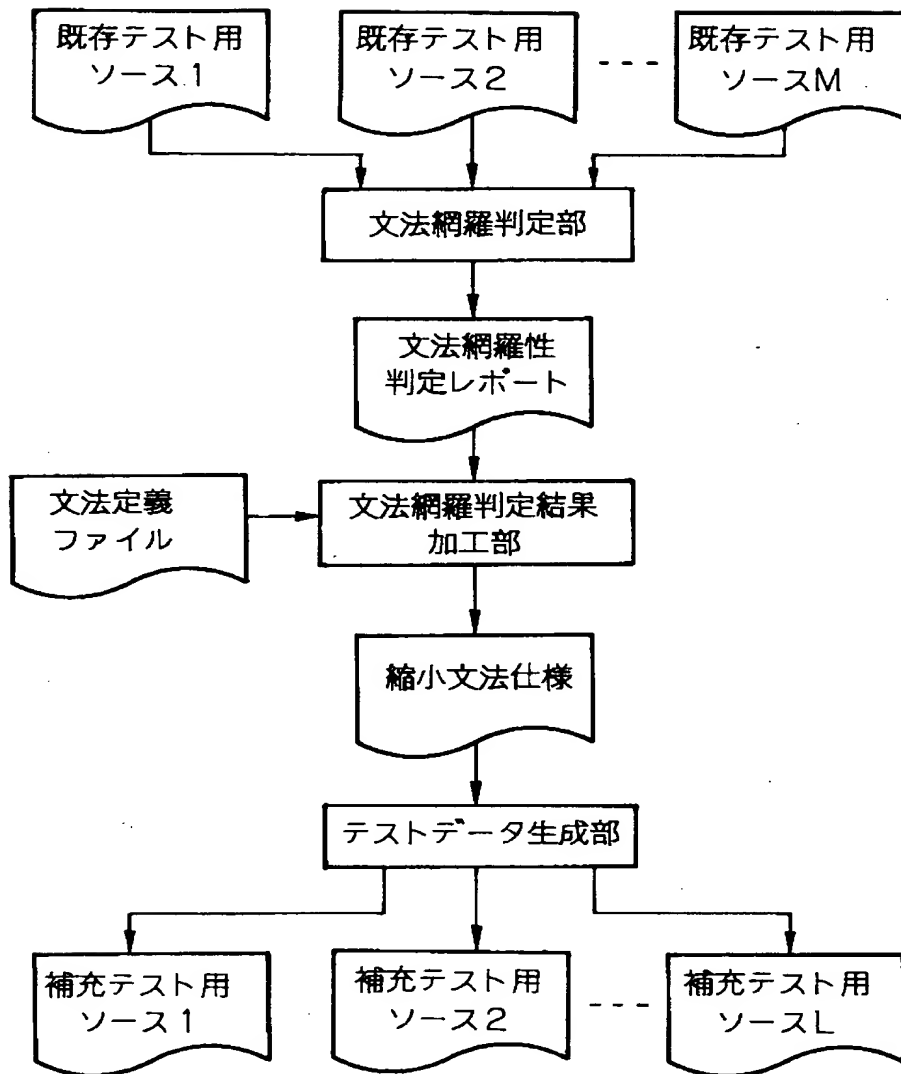 既存テスト用
ソース1
既存テスト用
ソース2
既存テスト用
ソースM
文法網羅判定部
文法網羅性
判定レポート
文法定義
ファイル
文法網羅判定結果
加工部
縮小文法仕様
テストデータ生成部
補充テスト用
ソース1
補充テスト用
ソース2
補充テスト用
ソースL